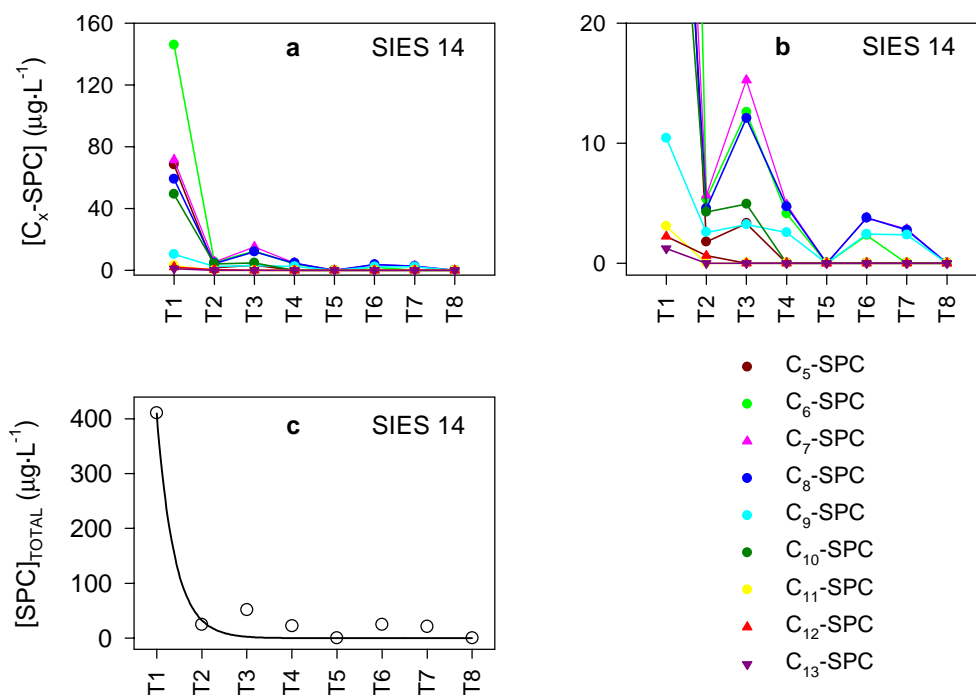 160
120
80
40
0
[Cₓ-SPC] (µg·L⁻¹)
a SIES 14
T1 T2 T3 T4 T5 T6 T7 T8
20
10
0
b SIES 14
T1 T2 T3 T4 T5 T6 T7 T8
400
300
200
100
0
[SPC]TOTAL (µg·L⁻¹)
c SIES 14
T1 T2 T3 T4 T5 T6 T7 T8
C₅-SPC
C₆-SPC
C₇-SPC
C₈-SPC
C₉-SPC
C₁₀-SPC
C₁₁-SPC
C₁₂-SPC
C₁₃-SPC